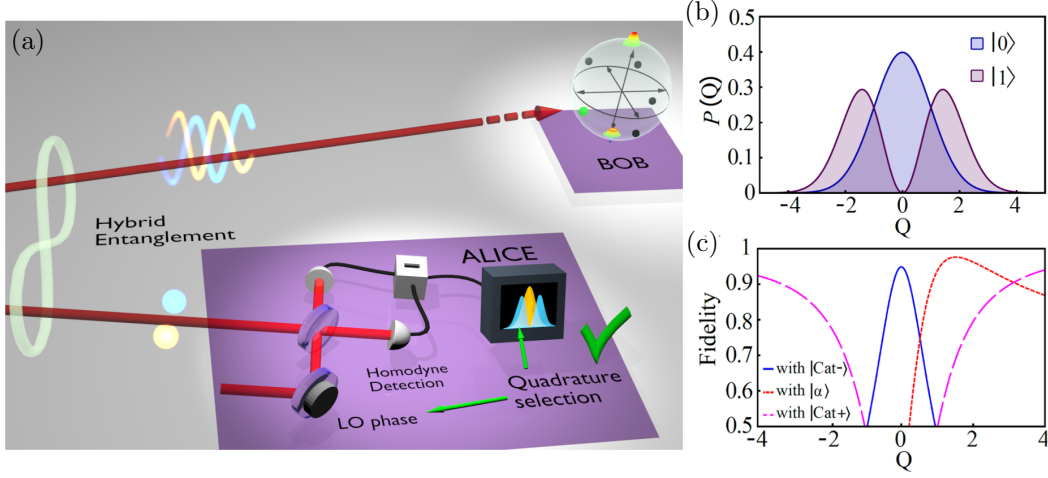 (a)
Hybrid
Entanglement
BOB
ALICE
Homodyne
Detection
Quadrature
selection
LO phase
(b)
P(Q)
0.5
0.4
0.3
0.2
0.1
0
-4
-2
0
2
4
Q
|0⟩
|1⟩
(c)
Fidelity
1
0.9
0.8
0.7
0.6
0.5
-4
-2
0
2
4
Q
with |Cat-⟩
with |α⟩
with |Cat+⟩